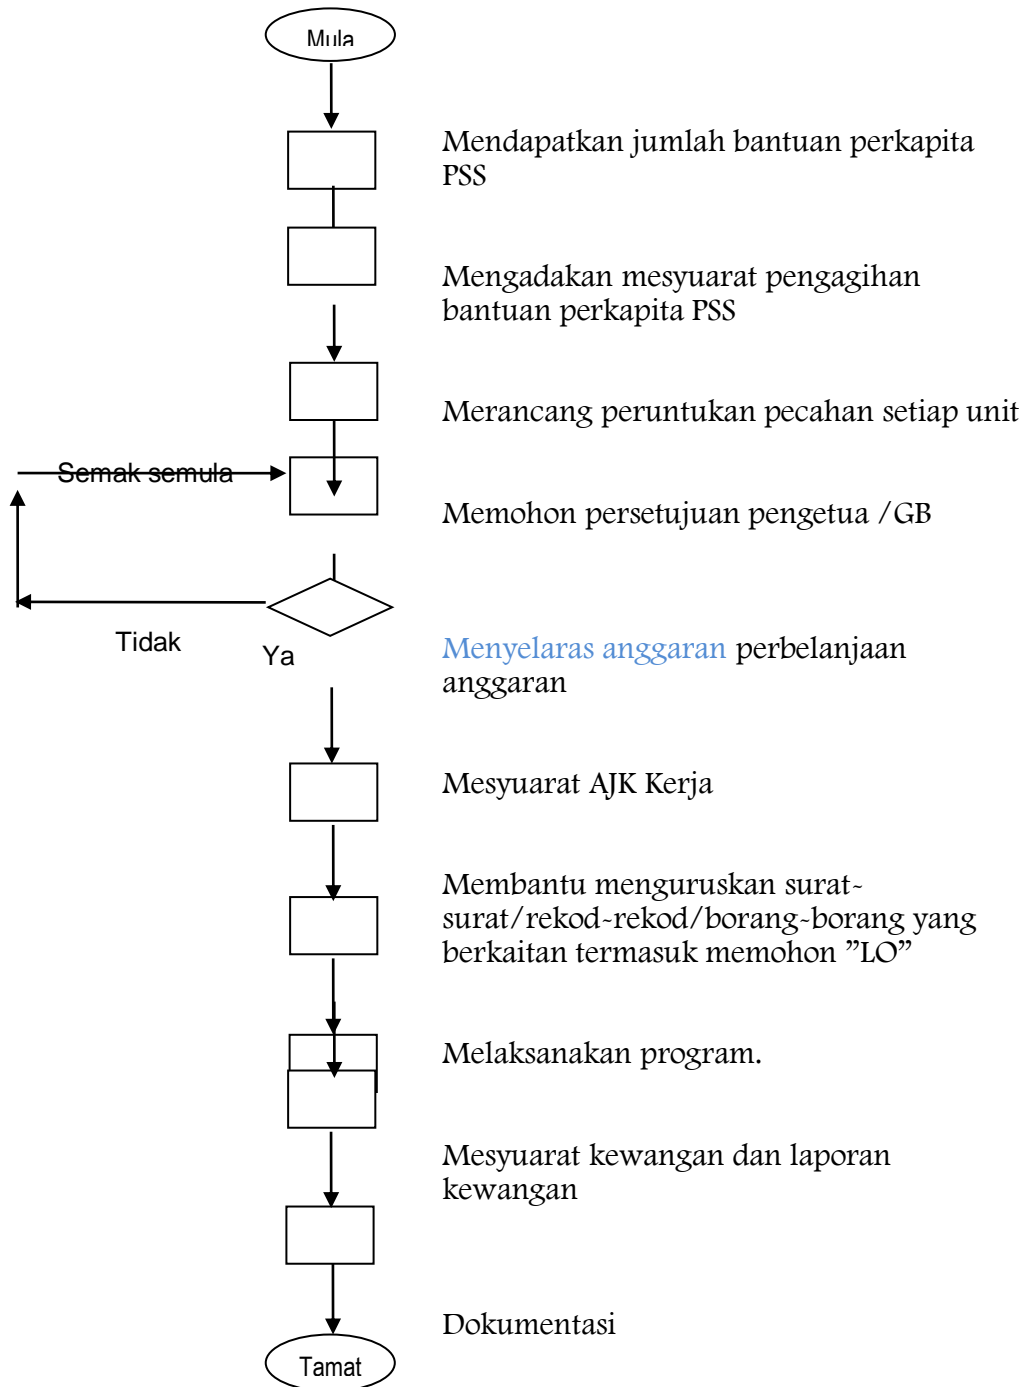 Mula
Mendapatkan jumlah bantuan perkapita
PSS
Mengadakan mesyuarat pengagihan
bantuan perkapita PSS
Merancang peruntukan pecahan setiap unit
Semak semula
Memohon persetujuan pengetua /GB
Tidak
Ya
Menyelaras anggaran perbelanjaan
anggaran
Mesyuarat AJK Kerja
Membantu menguruskan surat-
surat/rekod-rekod/borang-borang yang
berkaitan termasuk memohon ”LO”
Melaksanakan program.
Mesyuarat kewangan dan laporan
kewangan
Dokumentasi
Tamat